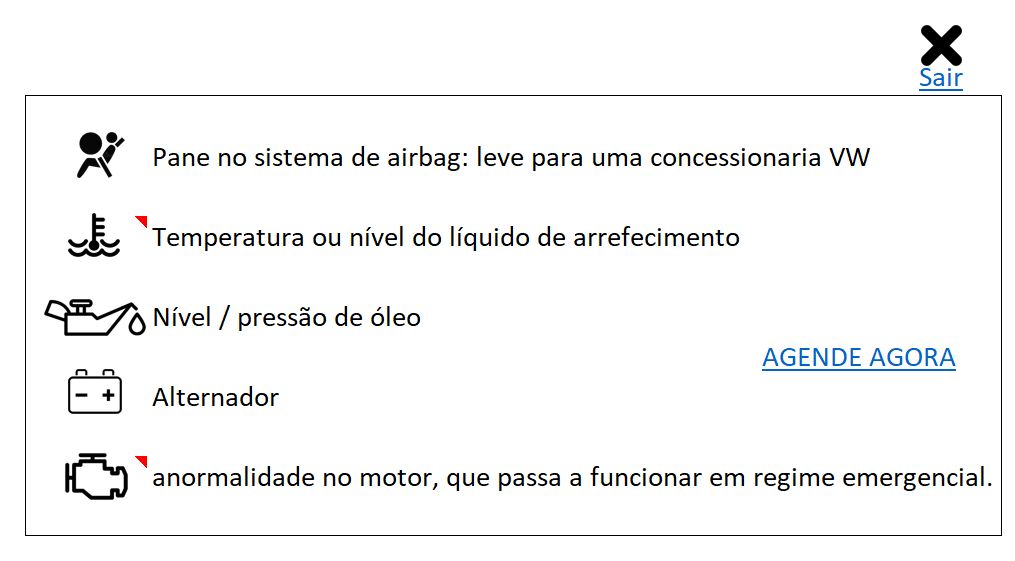 Sair
Pane no sistema de airbag: leve para uma concessionaria VW
Temperatura ou nível do líquido de arrefecimento
Nível / pressão de óleo
AGENDE AGORA
Alternador
anormalidade no motor, que passa a funcionar em regime emergencial.